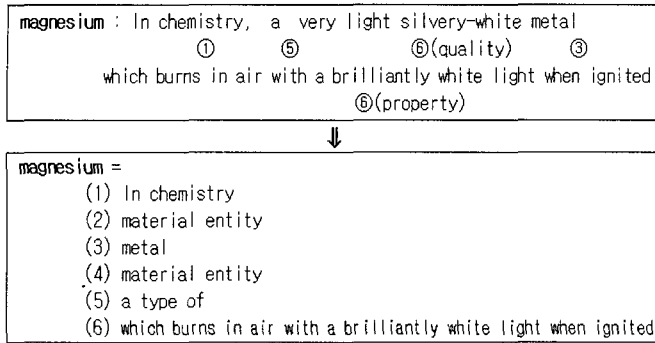 magnesium : In chemistry, a very light silvery-white metal
① ⑤ ⑥(quality) ③
which burns in air with a brilliantly white light when ignited
⑥(property)
⇓
magnesium =
(1) In chemistry
(2) material entity
(3) metal
(4) material entity
(5) a type of
(6) which burns in air with a brilliantly white light when ignited